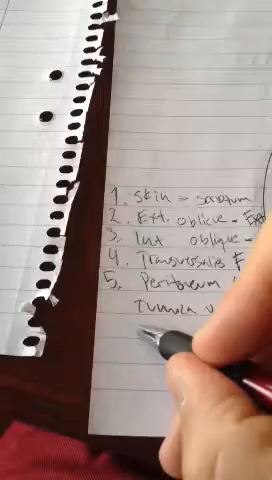 1. Skin = scrotum
2. Ext. oblique -
3. Int oblique -
4. Transversalis F
5. Peritoneum
Tunica V